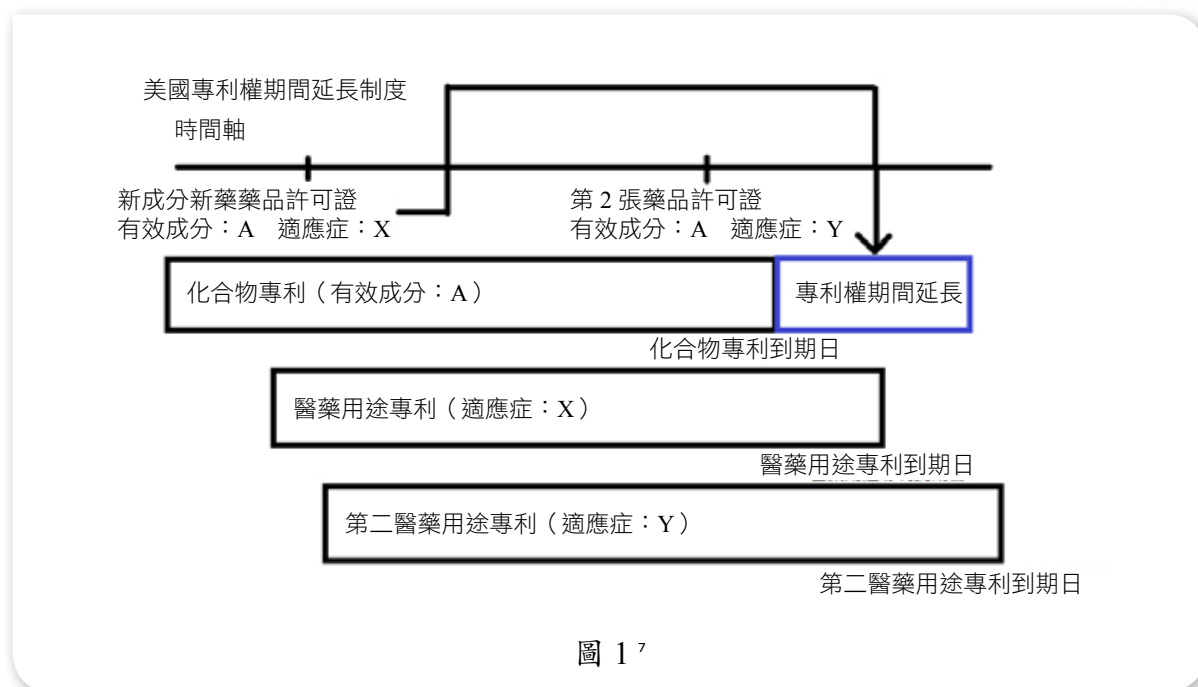 美國專利權期間延長制度
時間軸
新成分新藥藥品許可證
有效成分：A 適應症：X
第 2 張藥品許可證
有效成分：A 適應症：Y
化合物專利（有效成分：A）
專利權期間延長
化合物專利到期日
醫藥用途專利（適應症：X）
醫藥用途專利到期日
第二醫藥用途專利（適應症：Y）
第二醫藥用途專利到期日
圖 1 ⁷